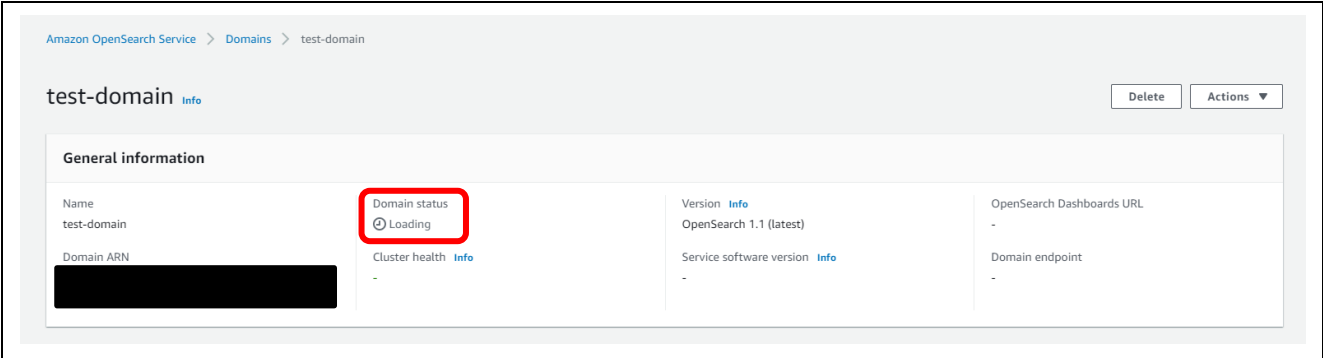 Amazon OpenSearch Service > Domains > test-domain
test-domain Info
Delete
Actions ▼
General information
Name
test-domain
Domain ARN
Domain status
Loading
Cluster health Info
-
Version Info
OpenSearch 1.1 (latest)
Service software version Info
-
OpenSearch Dashboards URL
-
Domain endpoint
-